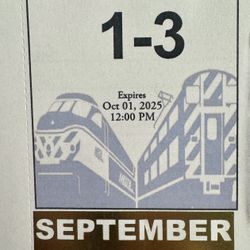 1-3
Expires
Oct 01, 2025
12:00 PM
SEPTEMBER